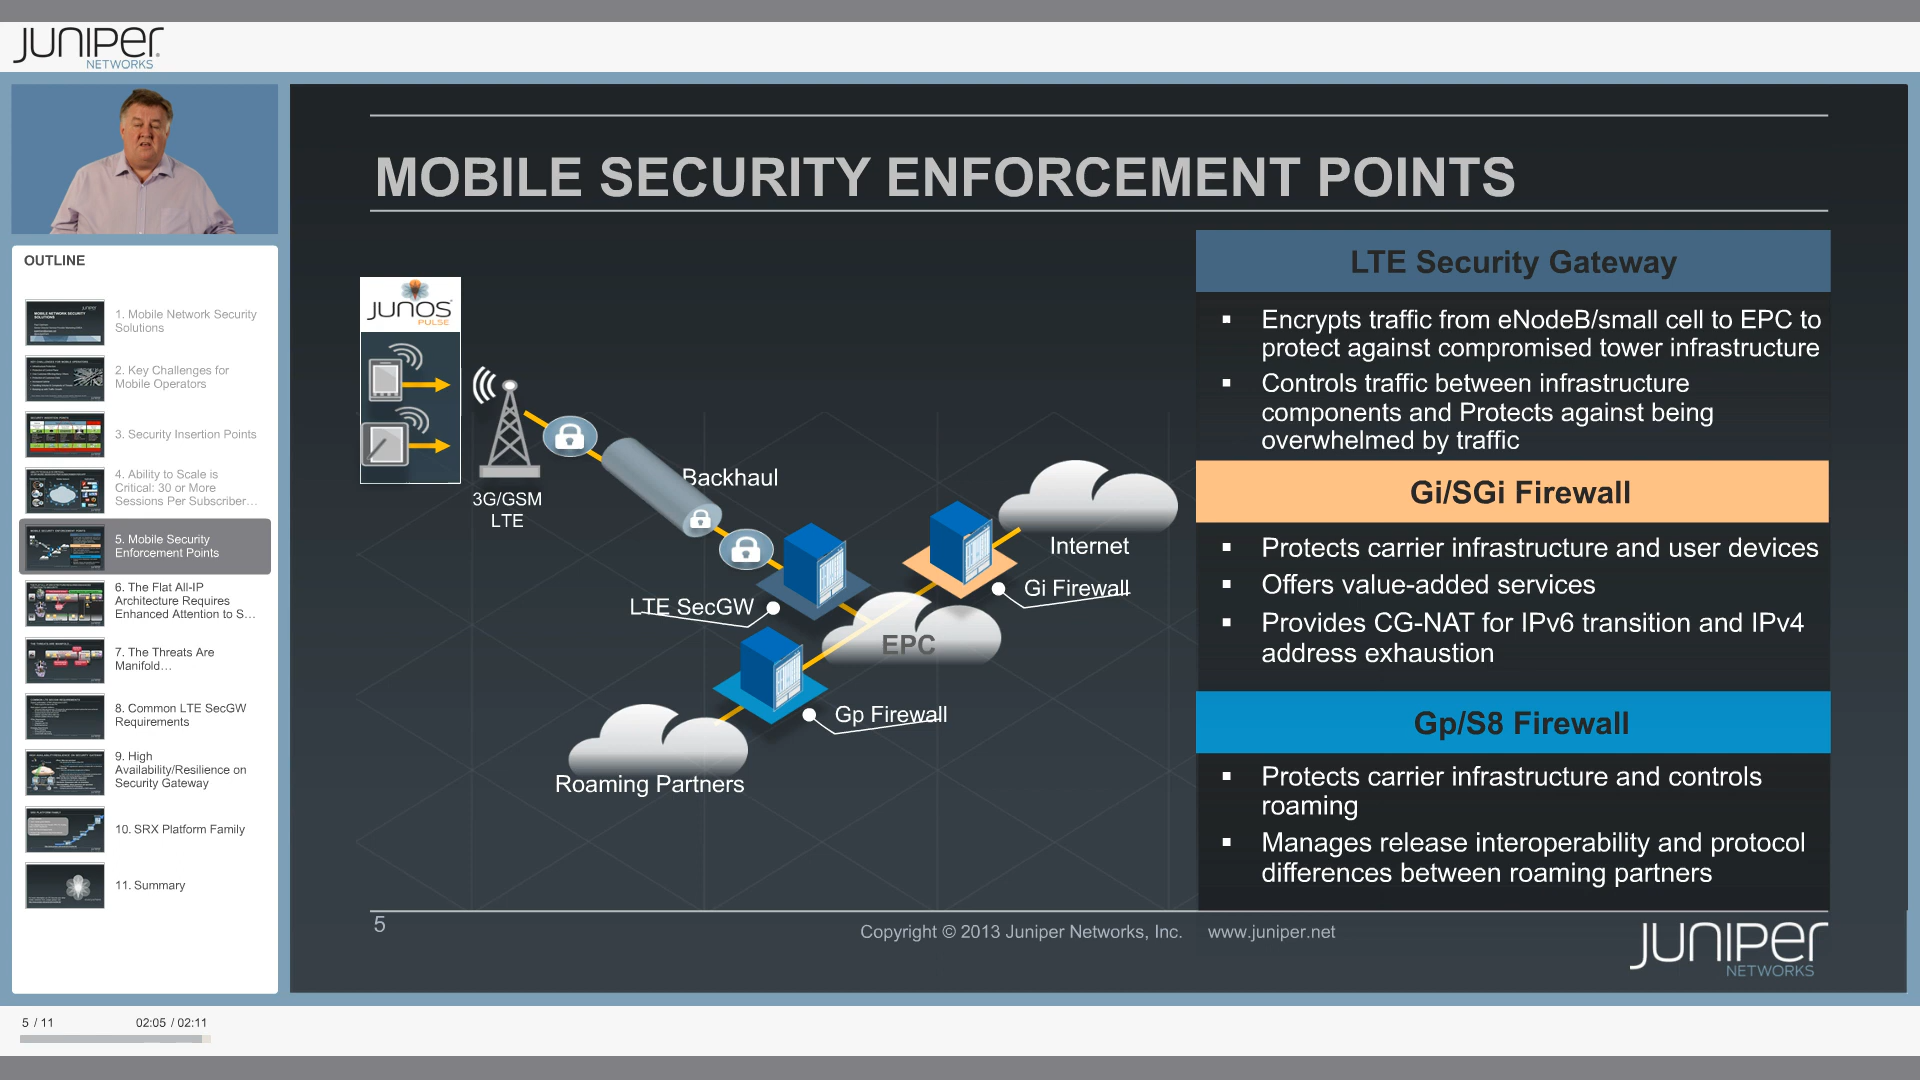 JUNIPEr
NETWORKS
OUTLINE
1. Mobile Network Security
Solutions
2. Key Challenges for
Mobile Operators
3. Security Insertion Points
4. Ability to Scale is
Critical: 30 or More
Sessions Per Subscriber…
5. Mobile Security
Enforcement Points
6. The Flat All-IP
Architecture Requires
Enhanced Attention to S…
7. The Threats Are
Manifold…
8. Common LTE SecGW
Requirements
9. High
Availability/Resilience on
Security Gateway
10. SRX Platform Family
11. Summary
5 / 11
02:05 / 02:11
MOBILE SECURITY ENFORCEMENT POINTS
JUNOS
PULSE
3G/GSM
LTE
Backhaul
LTE SecGW
Internet
Gi Firewall
EPC
Gp Firewall
Roaming Partners
LTE Security Gateway
▪ Encrypts traffic from eNodeB/small cell to EPC to
protect against compromised tower infrastructure
▪ Controls traffic between infrastructure
components and Protects against being
overwhelmed by traffic
Gi/SGi Firewall
▪ Protects carrier infrastructure and user devices
▪ Offers value-added services
▪ Provides CG-NAT for IPv6 transition and IPv4
address exhaustion
Gp/S8 Firewall
▪ Protects carrier infrastructure and controls
roaming
▪ Manages release interoperability and protocol
differences between roaming partners
5
Copyright © 2013 Juniper Networks, Inc. www.juniper.net
JUNIPEr
NETWORKS